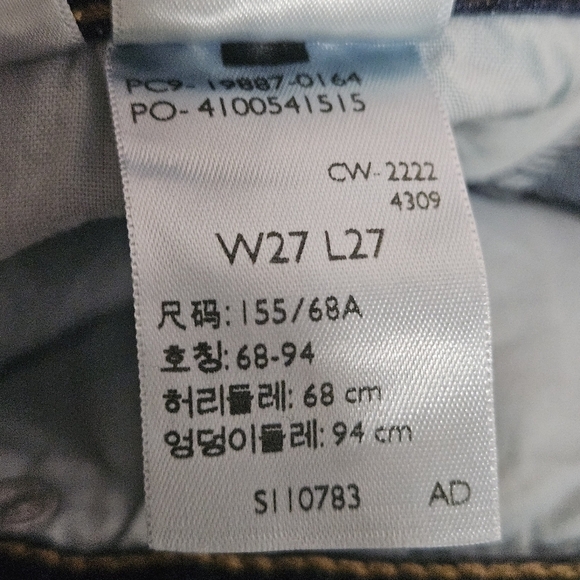 PC9-19887-0164
PO-4100541515
CW-2222
4309
W27 L27
尺码: 155/68A
호칭: 68-94
허리둘레: 68 cm
엉덩이둘레: 94 cm
S110783 AD